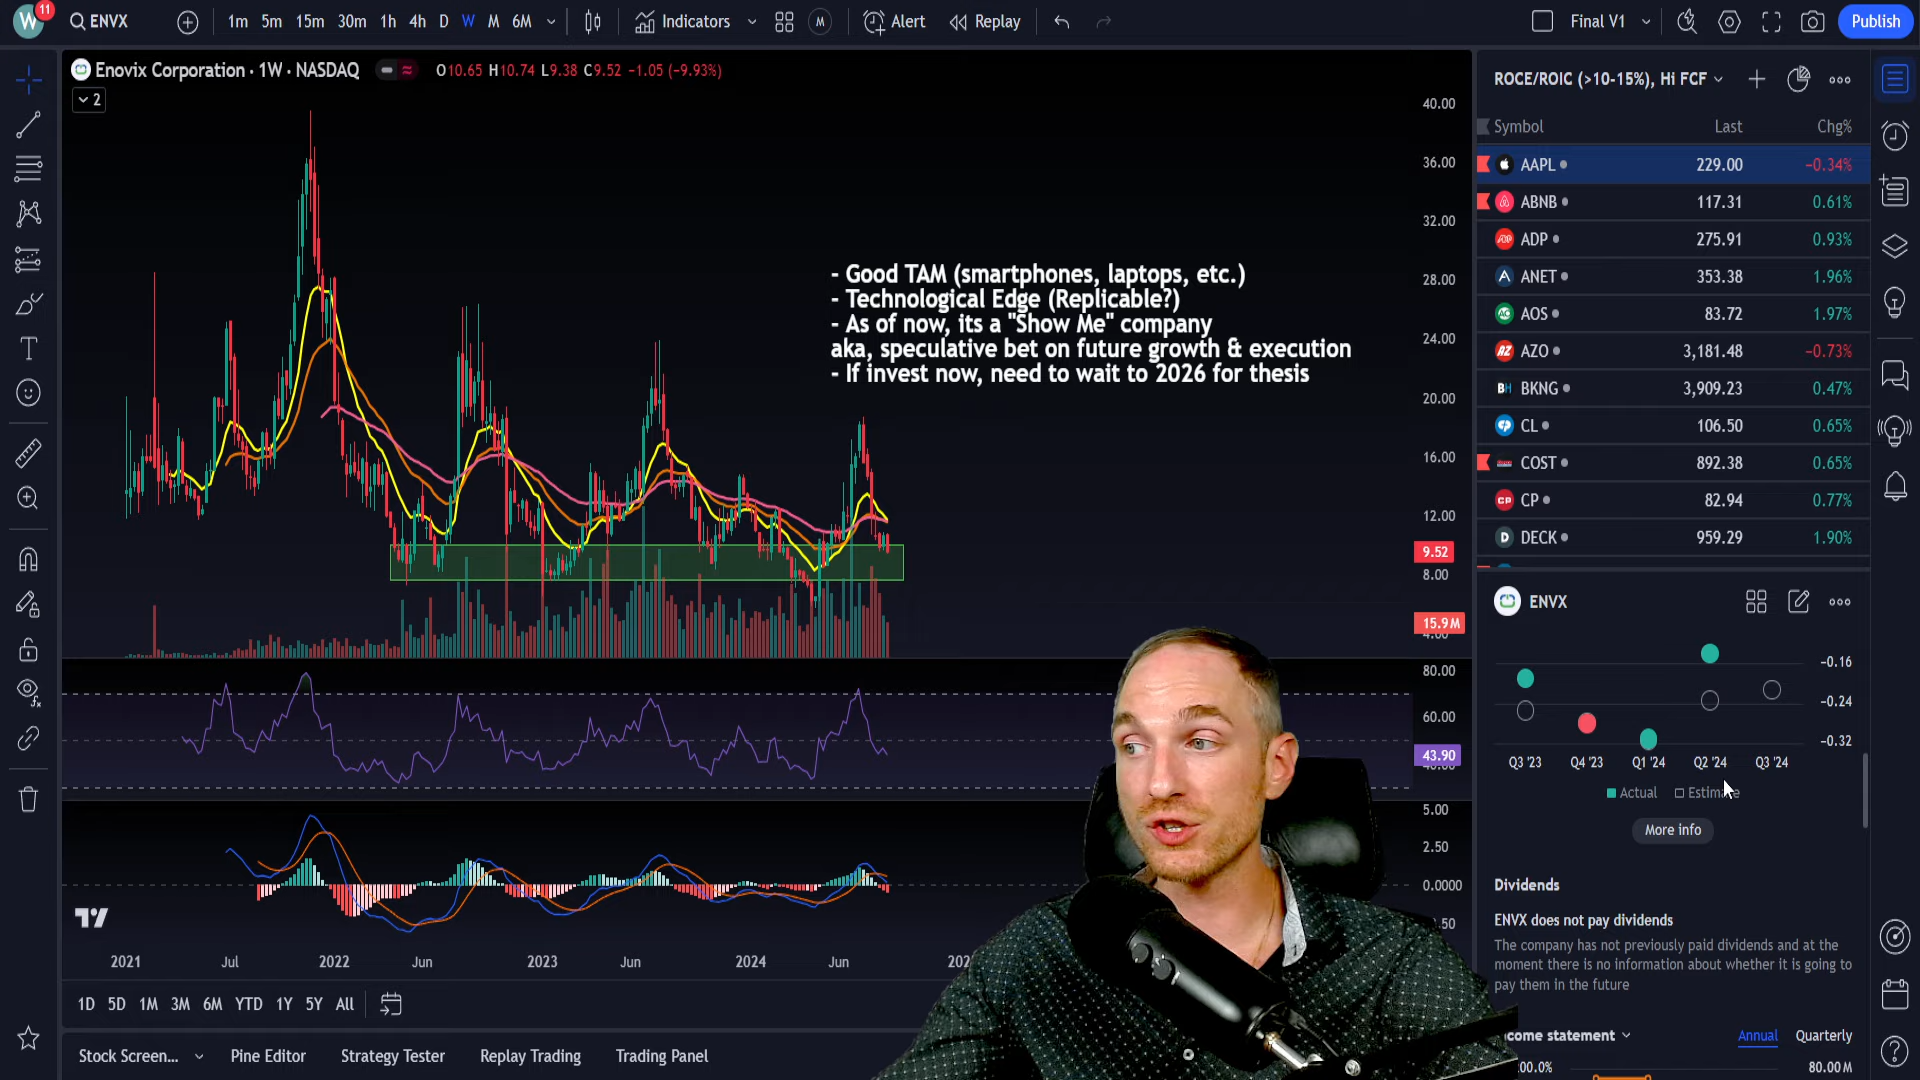 W
11
ENVX
1m 5m 15m 30m 1h 4h D W M 6M
Indicators
M
Alert
Replay
Final V1
Publish
Enovix Corporation · 1W · NASDAQ
O10.65 H10.74 L9.38 C9.52 −1.05 (−9.93%)
2
- Good TAM (smartphones, laptops, etc.)
- Technological Edge (Replicable?)
- As of now, its a "Show Me" company
aka, speculative bet on future growth & execution
- If invest now, need to wait to 2026 for thesis
40.00
36.00
32.00
28.00
24.00
20.00
16.00
12.00
9.52
8.00
15.9M
4.00
80.00
60.00
43.90
5.00
2.50
0.0000
2021 Jul 2022 Jun 2023 Jun 2024 Jun
1D 5D 1M 3M 6M YTD 1Y 5Y All
Stock Screen... Pine Editor Strategy Tester Replay Trading Trading Panel
ROCE/ROIC (>10-15%), Hi FCF
Symbol Last Chg%
AAPL 229.00 −0.34%
ABNB 117.31 0.61%
ADP 275.91 0.93%
ANET 353.38 1.96%
AOS 83.72 1.97%
AZO 3,181.48 −0.73%
BKNG 3,909.23 0.47%
CL 106.50 0.65%
COST 892.38 0.65%
CP 82.94 0.77%
DECK 959.29 1.90%
ENVX
−0.16
−0.24
−0.32
Q3 '23 Q4 '23 Q1 '24 Q2 '24 Q3 '24
Actual Estimate
More info
Dividends
ENVX does not pay dividends
The company has not previously paid dividends and at the
moment there is no information about whether it is going to
pay them in the future
come statement Annual Quarterly
00.0% 80.00M